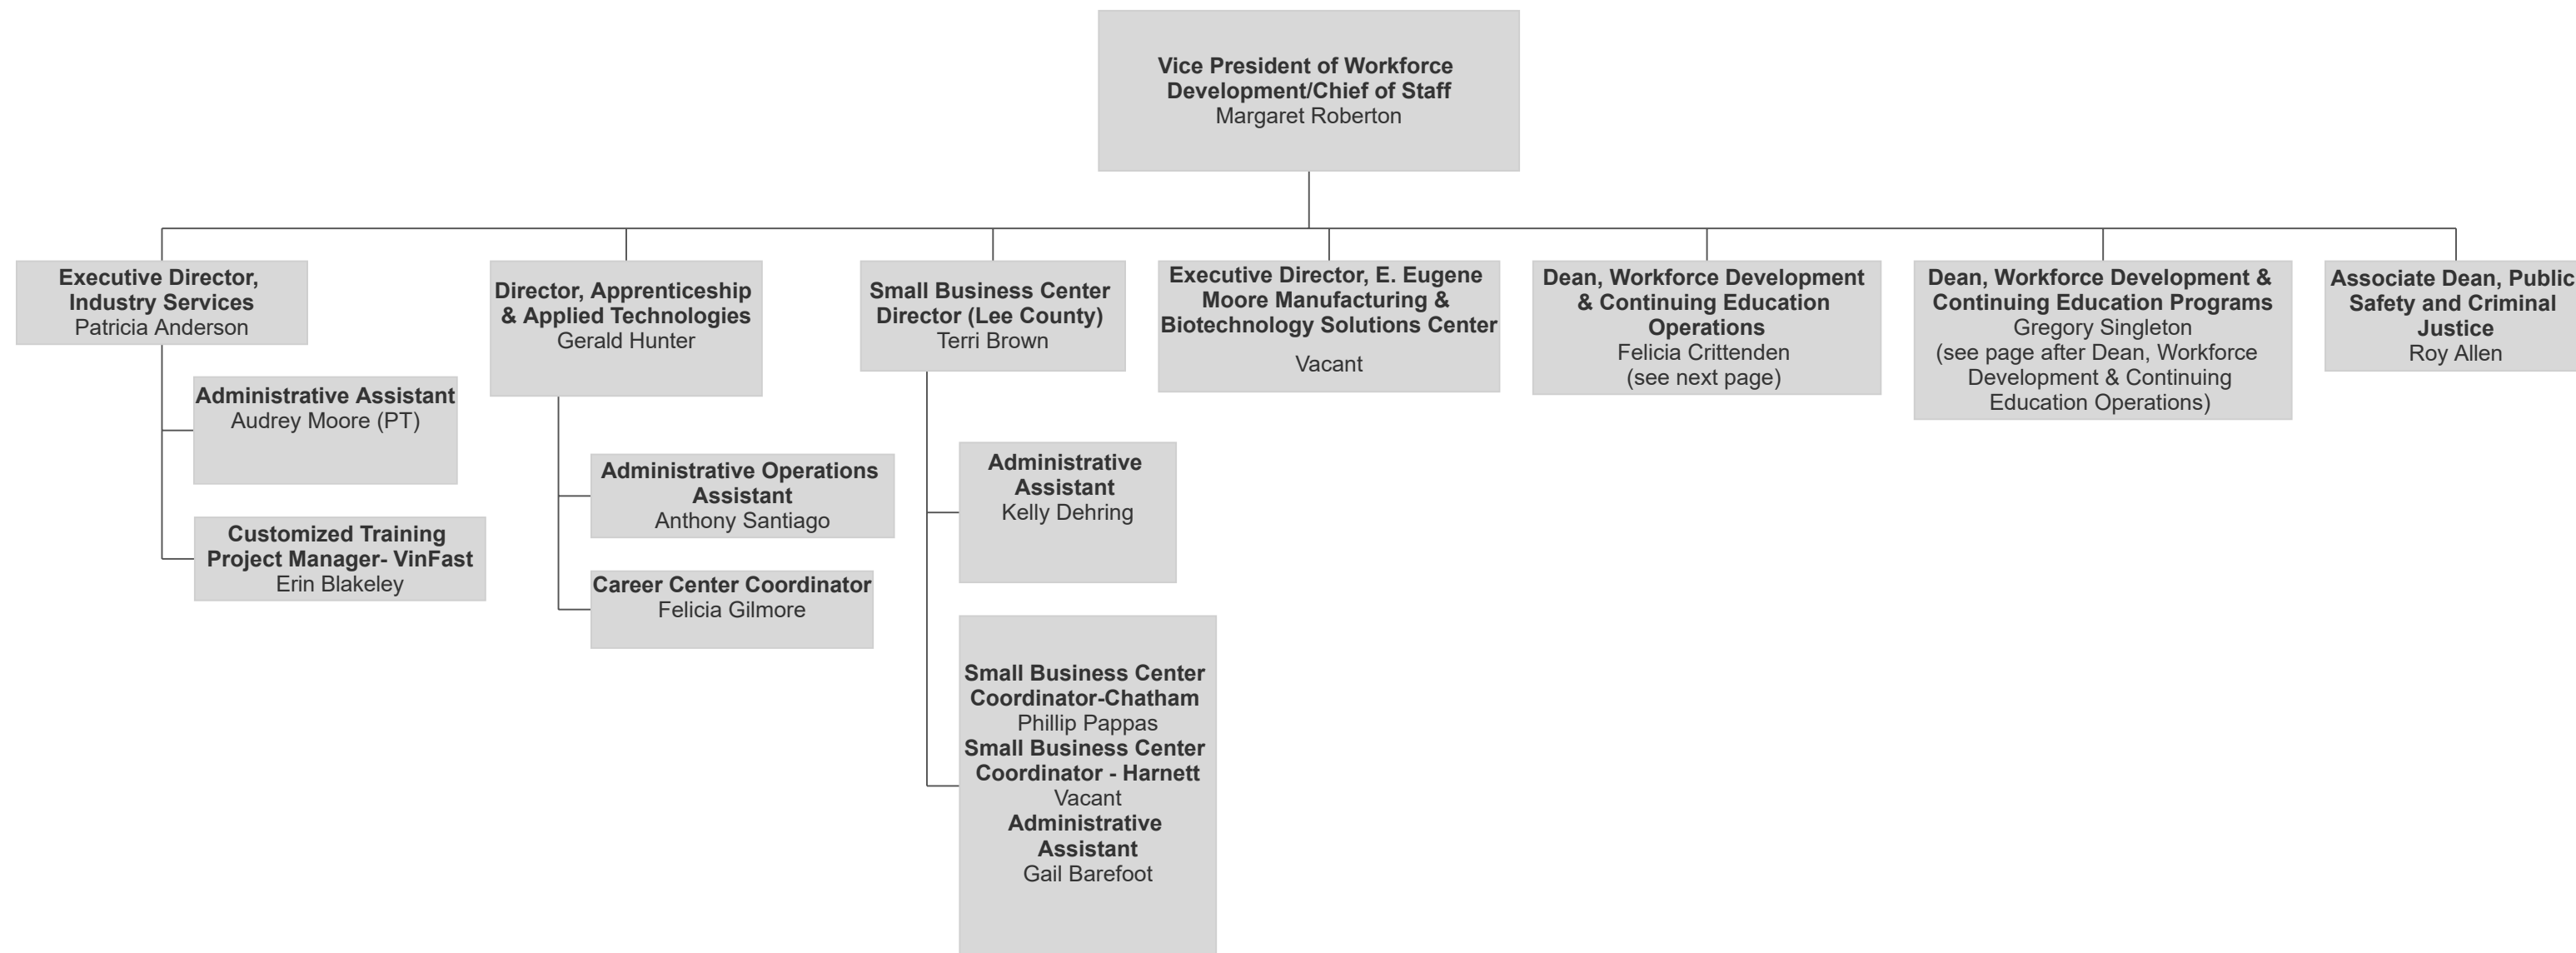 Vice President of Workforce
Development/Chief of Staff
Margaret Roberton
Executive Director,
Industry Services
Patricia Anderson
Administrative Assistant
Audrey Moore (PT)
Customized Training
Project Manager- VinFast
Erin Blakeley
Director, Apprenticeship
& Applied Technologies
Gerald Hunter
Administrative Operations
Assistant
Anthony Santiago
Career Center Coordinator
Felicia Gilmore
Small Business Center
Director (Lee County)
Terri Brown
Administrative
Assistant
Kelly Dehring
Small Business Center
Coordinator-Chatham
Phillip Pappas
Small Business Center
Coordinator - Harnett
Vacant
Administrative
Assistant
Gail Barefoot
Executive Director, E. Eugene
Moore Manufacturing &
Biotechnology Solutions Center
Vacant
Dean, Workforce Development
& Continuing Education
Operations
Felicia Crittenden
(see next page)
Dean, Workforce Development &
Continuing Education Programs
Gregory Singleton
(see page after Dean, Workforce
Development & Continuing
Education Operations)
Associate Dean, Public
Safety and Criminal
Justice
Roy Allen